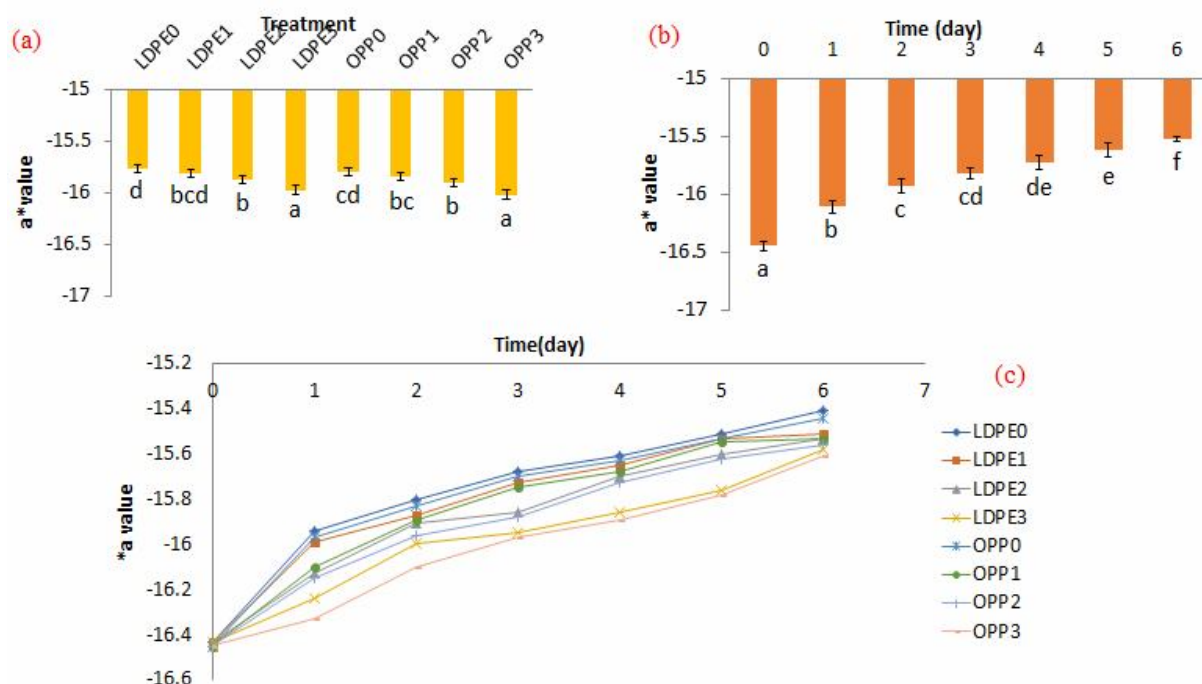 (a)
Treatment
LDPE0 LDPE1 LDPE2 LDPE3 OPP0 OPP1 OPP2 OPP3
-15
-15.5
-16
-16.5
-17
a*value
d bcd b a cd bc b a
(b)
Time (day)
0 1 2 3 4 5 6
-15
-15.5
-16
-16.5
-17
a* value
a b c cd de e f
(c)
Time(day)
0 1 2 3 4 5 6 7
-15.2
-15.4
-15.6
-15.8
-16
-16.2
-16.4
-16.6
*a value
LDPE0
LDPE1
LDPE2
LDPE3
OPP0
OPP1
OPP2
OPP3